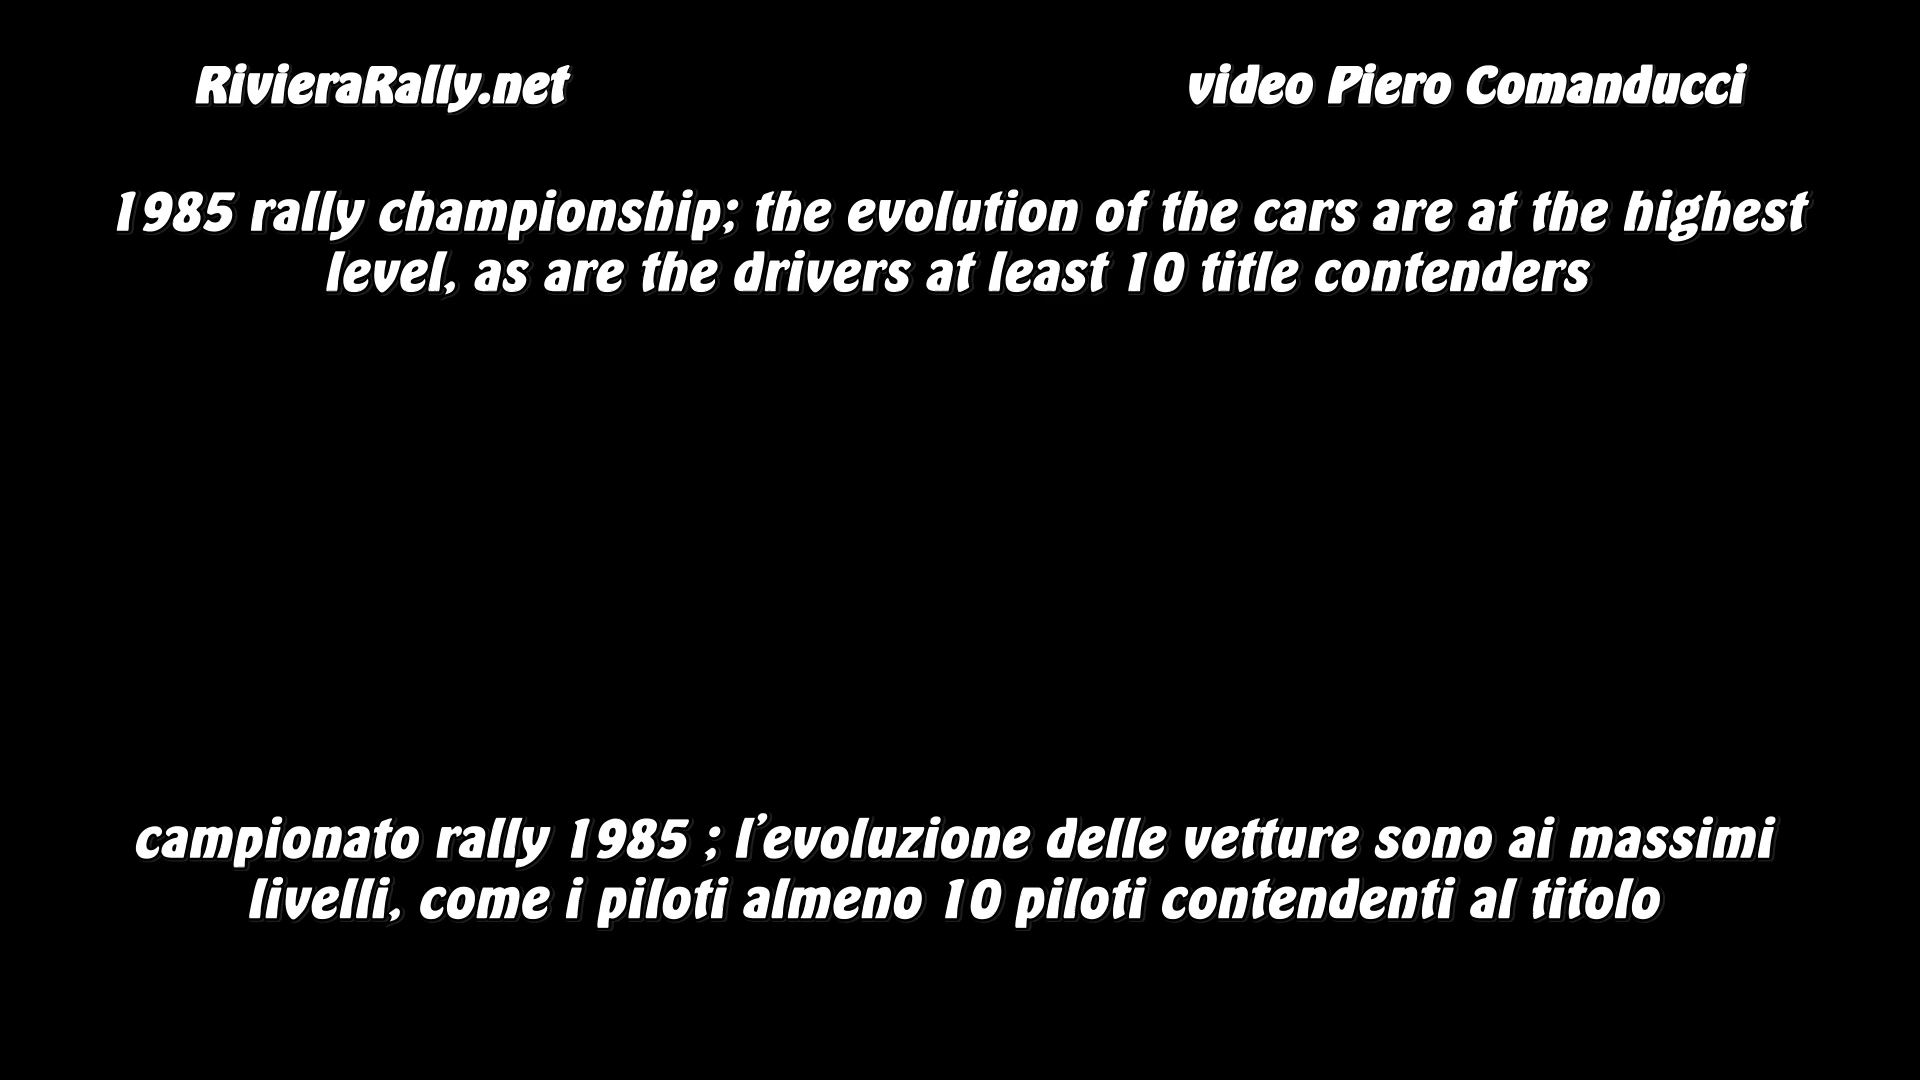 RivieraRally.net
video Piero Comanducci
1985 rally championship; the evolution of the cars are at the highest
level, as are the drivers at least 10 title contenders
campionato rally 1985 ; l'evoluzione delle vetture sono ai massimi
livelli, come i piloti almeno 10 piloti contendenti al titolo